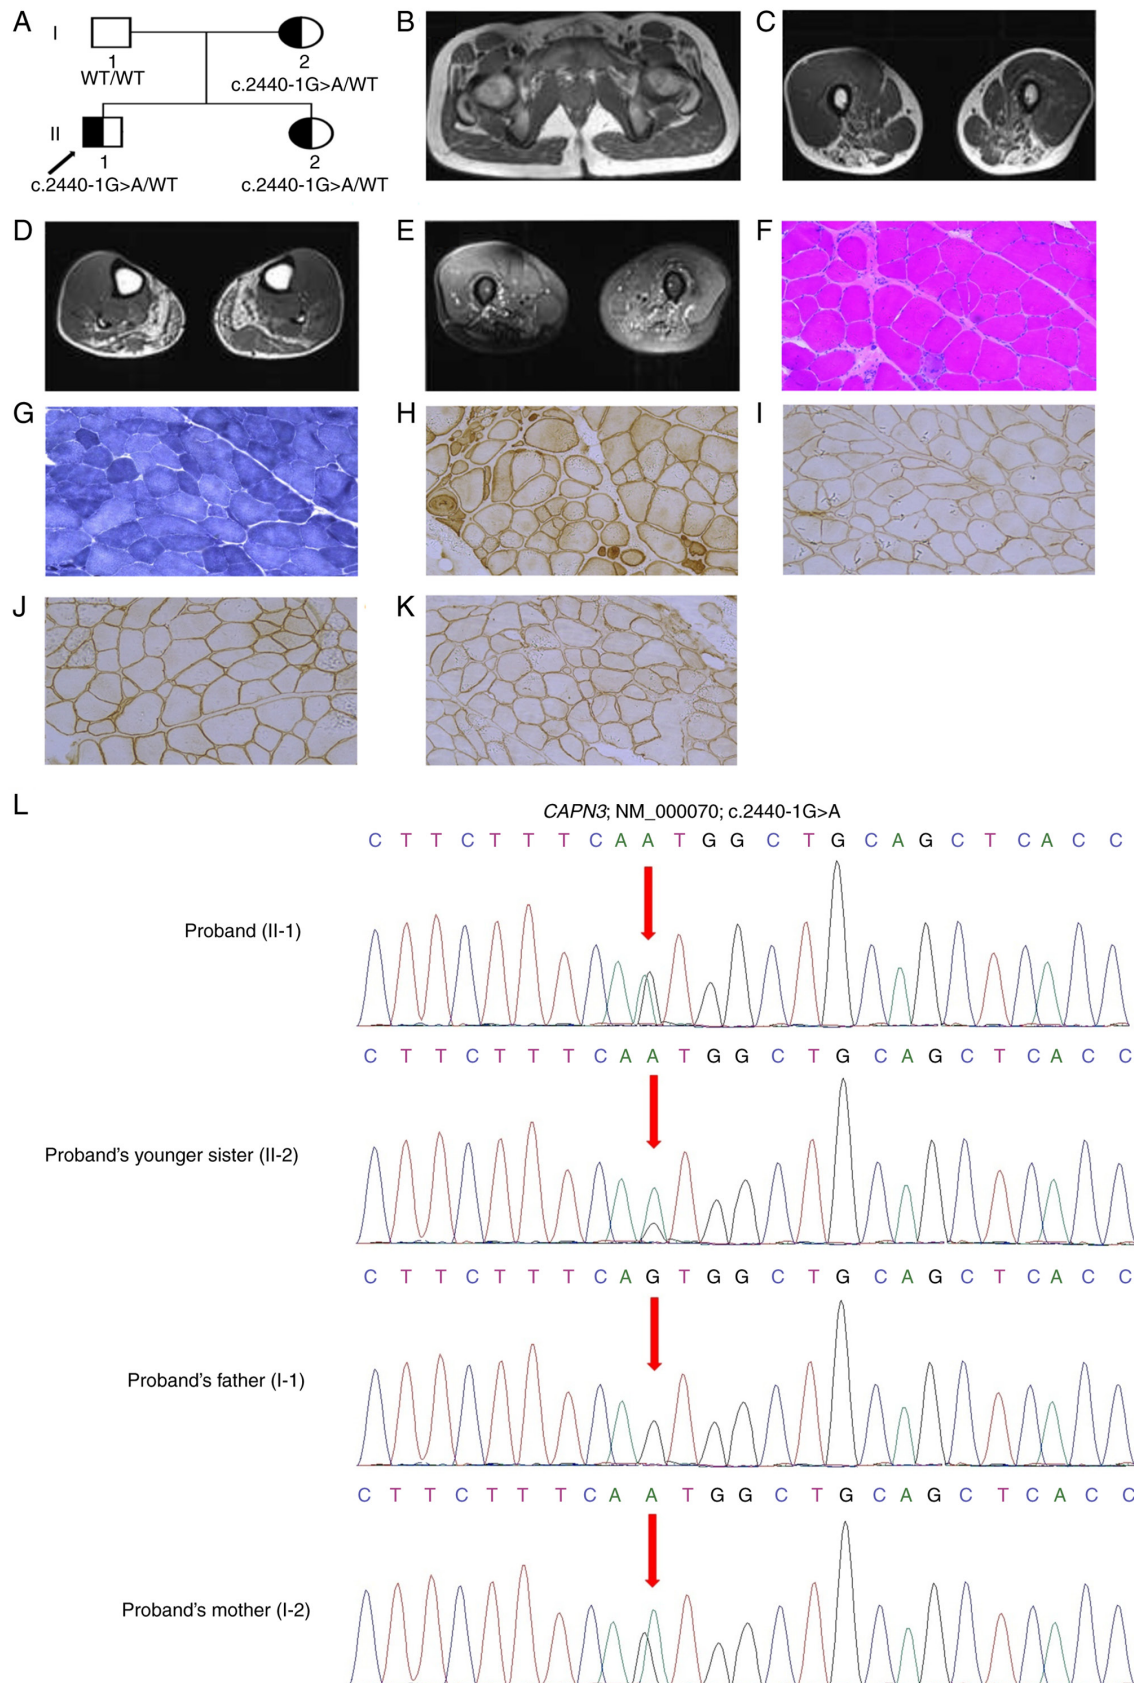 A
I
1
WT/WT
2
c.2440-1G>A/WT
II
1
c.2440-1G>A/WT
2
c.2440-1G>A/WT
B
C
D
E
F
G
H
I
J
K
L
CAPN3; NM_000070; c.2440-1G>A
C T T C T T T C A A T G G C T G C A G C T C A C C
Proband (II-1)
C T T C T T T C A A T G G C T G C A G C T C A C C
Proband's younger sister (II-2)
C T T C T T T C A G T G G C T G C A G C T C A C C
Proband's father (I-1)
C T T C T T T C A A T G G C T G C A G C T C A C C
Proband's mother (I-2)